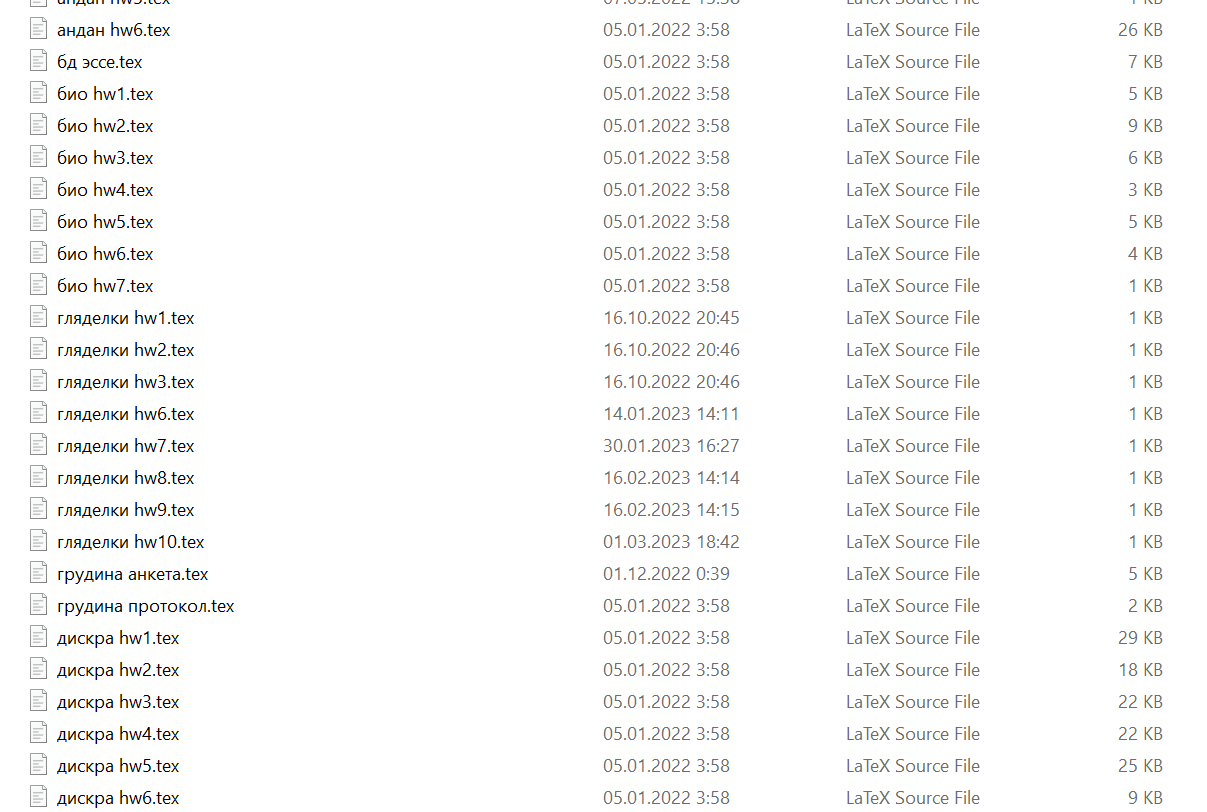 андан hw5.tex 07.03.2022 15:58 LaTeX Source File 1 KB
андан hw6.tex 05.01.2022 3:58 LaTeX Source File 26 KB
бд эссе.tex 05.01.2022 3:58 LaTeX Source File 7 KB
био hw1.tex 05.01.2022 3:58 LaTeX Source File 5 KB
био hw2.tex 05.01.2022 3:58 LaTeX Source File 9 KB
био hw3.tex 05.01.2022 3:58 LaTeX Source File 6 KB
био hw4.tex 05.01.2022 3:58 LaTeX Source File 3 KB
био hw5.tex 05.01.2022 3:58 LaTeX Source File 5 KB
био hw6.tex 05.01.2022 3:58 LaTeX Source File 4 KB
био hw7.tex 05.01.2022 3:58 LaTeX Source File 1 KB
гляделки hw1.tex 16.10.2022 20:45 LaTeX Source File 1 KB
гляделки hw2.tex 16.10.2022 20:46 LaTeX Source File 1 KB
гляделки hw3.tex 16.10.2022 20:46 LaTeX Source File 1 KB
гляделки hw6.tex 14.01.2023 14:11 LaTeX Source File 1 KB
гляделки hw7.tex 30.01.2023 16:27 LaTeX Source File 1 KB
гляделки hw8.tex 16.02.2023 14:14 LaTeX Source File 1 KB
гляделки hw9.tex 16.02.2023 14:15 LaTeX Source File 1 KB
гляделки hw10.tex 01.03.2023 18:42 LaTeX Source File 1 KB
грудина анкета.tex 01.12.2022 0:39 LaTeX Source File 5 KB
грудина протокол.tex 05.01.2022 3:58 LaTeX Source File 2 KB
дискра hw1.tex 05.01.2022 3:58 LaTeX Source File 29 KB
дискра hw2.tex 05.01.2022 3:58 LaTeX Source File 18 KB
дискра hw3.tex 05.01.2022 3:58 LaTeX Source File 22 KB
дискра hw4.tex 05.01.2022 3:58 LaTeX Source File 22 KB
дискра hw5.tex 05.01.2022 3:58 LaTeX Source File 25 KB
дискра hw6.tex 05.01.2022 3:58 LaTeX Source File 9 KB